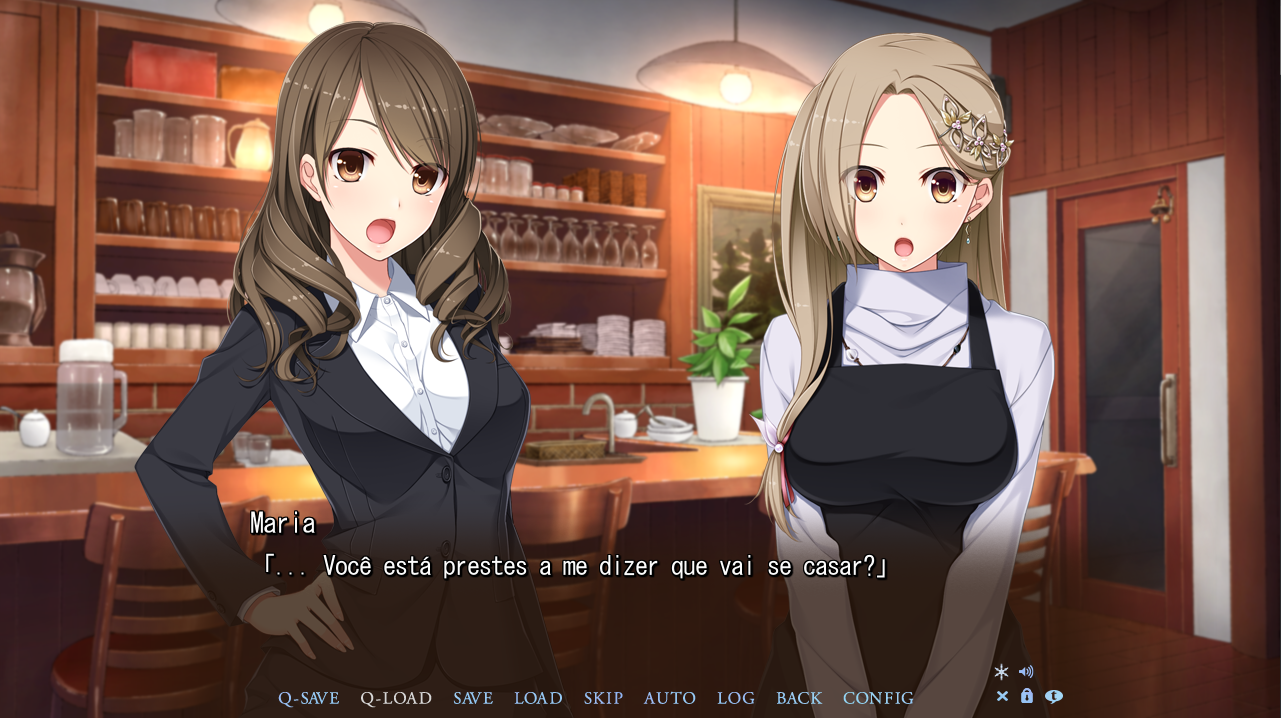 Maria
「... Você está prestes a me dizer que vai se casar?」
Q-SAVE Q-LOAD SAVE LOAD SKIP AUTO LOG BACK CONFIG